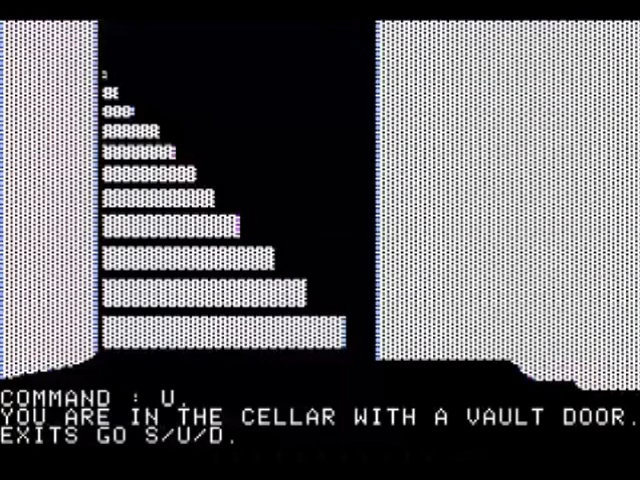 COMMAND : U.
YOU ARE IN THE CELLAR WITH A VAULT DOOR.
EXITS GO S/U/D.